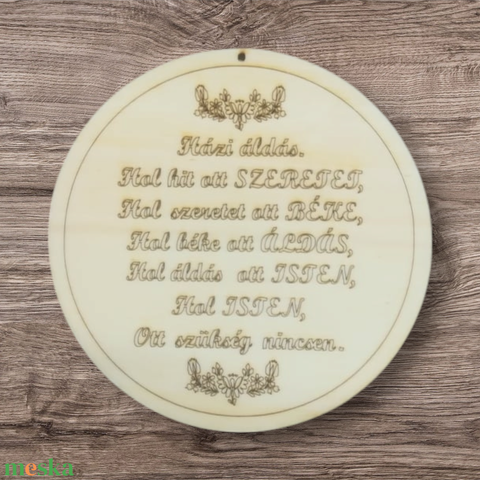 Házi áldás.
Hol hit ott SZERETET,
Hol szeretet ott BÉKE,
Hol béke ott ÁLDÁS,
Hol áldás ott ISTEN,
Hol ISTEN,
Ott szükség nincsen.
meska